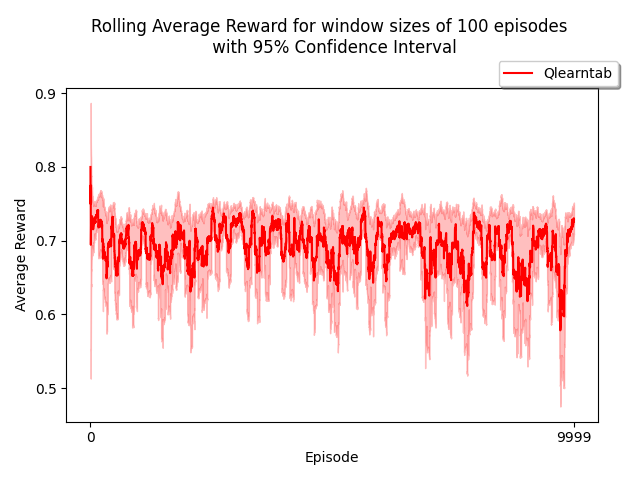 Rolling Average Reward for window sizes of 100 episodes
with 95% Confidence Interval
Qlearntab
0.9
0.8
0.7
0.6
0.5
Average Reward
0
9999
Episode